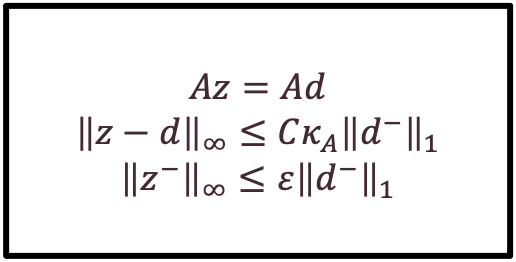 Az = Ad
‖z − d‖∞ ≤ Cκ_A‖d⁻‖₁
‖z⁻‖∞ ≤ ε‖d⁻‖₁